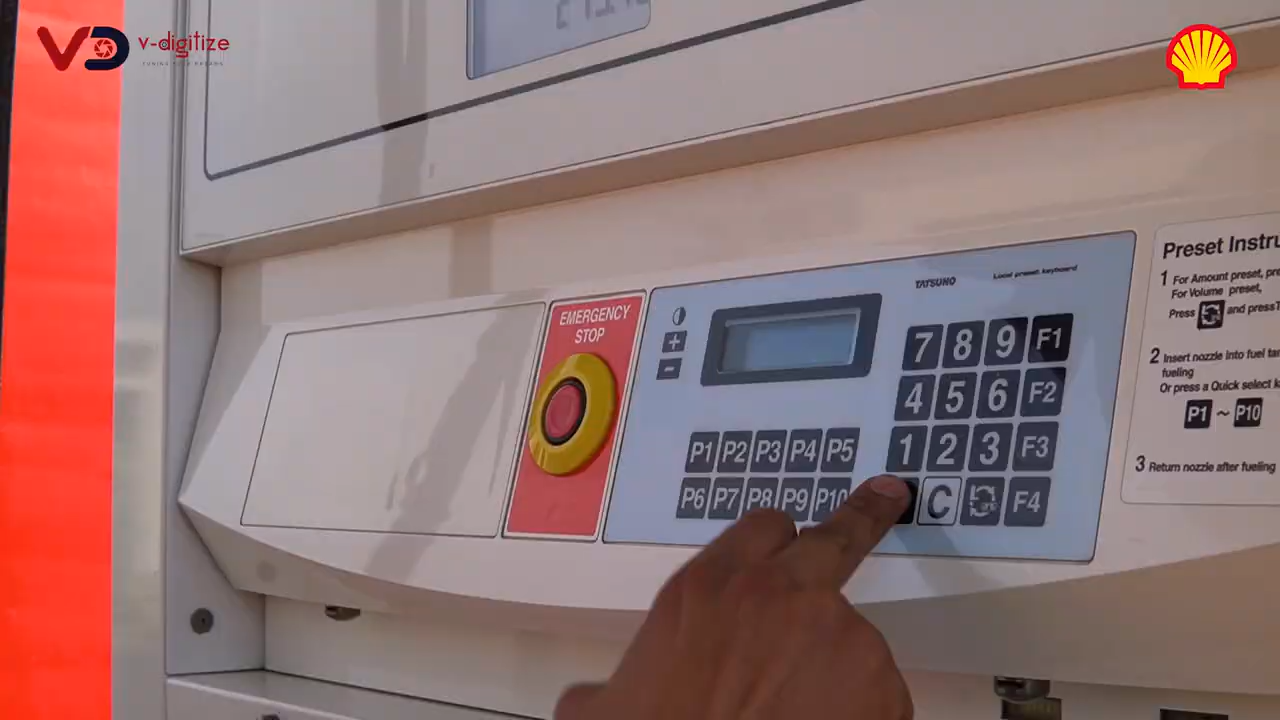 v-digitize
EMERGENCY
STOP
+
-
TATSUNO
Local preset keyboard
7 8 9 F1
4 5 6 F2
1 2 3 F3
C F4
P1 P2 P3 P4 P5
P6 P7 P8 P9 P10
Preset Instru
1 For Amount preset, pre
For Volume preset,
Press and press
2 Insert nozzle into fuel tan
fueling
Or press a Quick select k
P1 ~ P10
3 Return nozzle after fueling